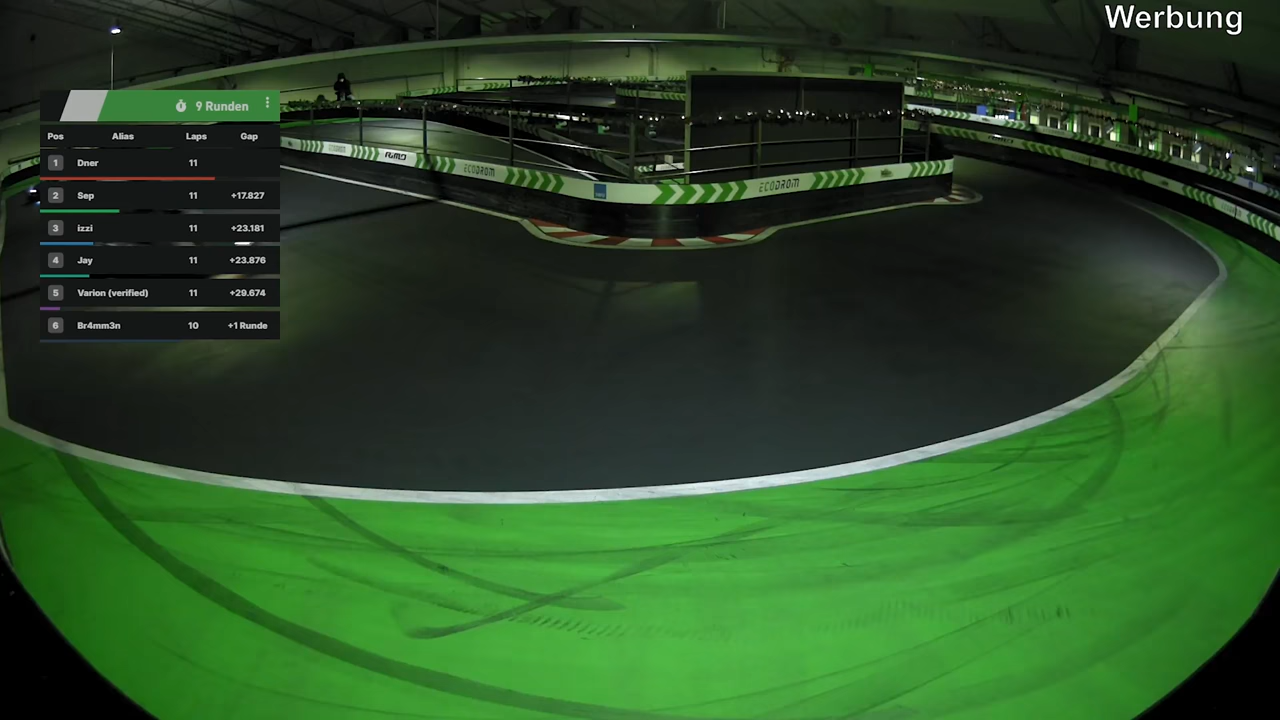 Werbung
9 Runden
Pos Alias Laps Gap
1 Dner 11
2 Sep 11 +17.827
3 izzi 11 +23.181
4 Jay 11 +23.876
5 Varion (verified) 11 +29.674
6 Br4mm3n 10 +1 Runde
RiMO
ECODROM
ECODROM